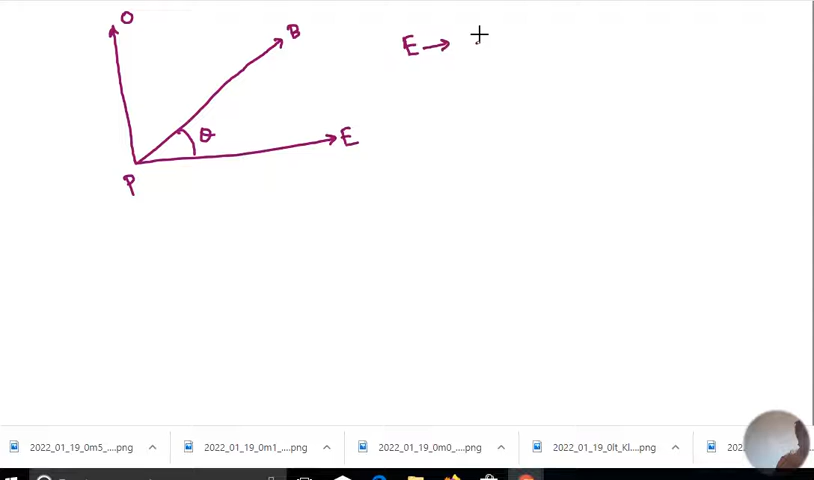 O
B
E →
θ
E
P
2022_01_19_0m5_....png
2022_01_19_0m1_....png
2022_01_19_0m0_....png
2022_01_19_0lt_Kl....png
202